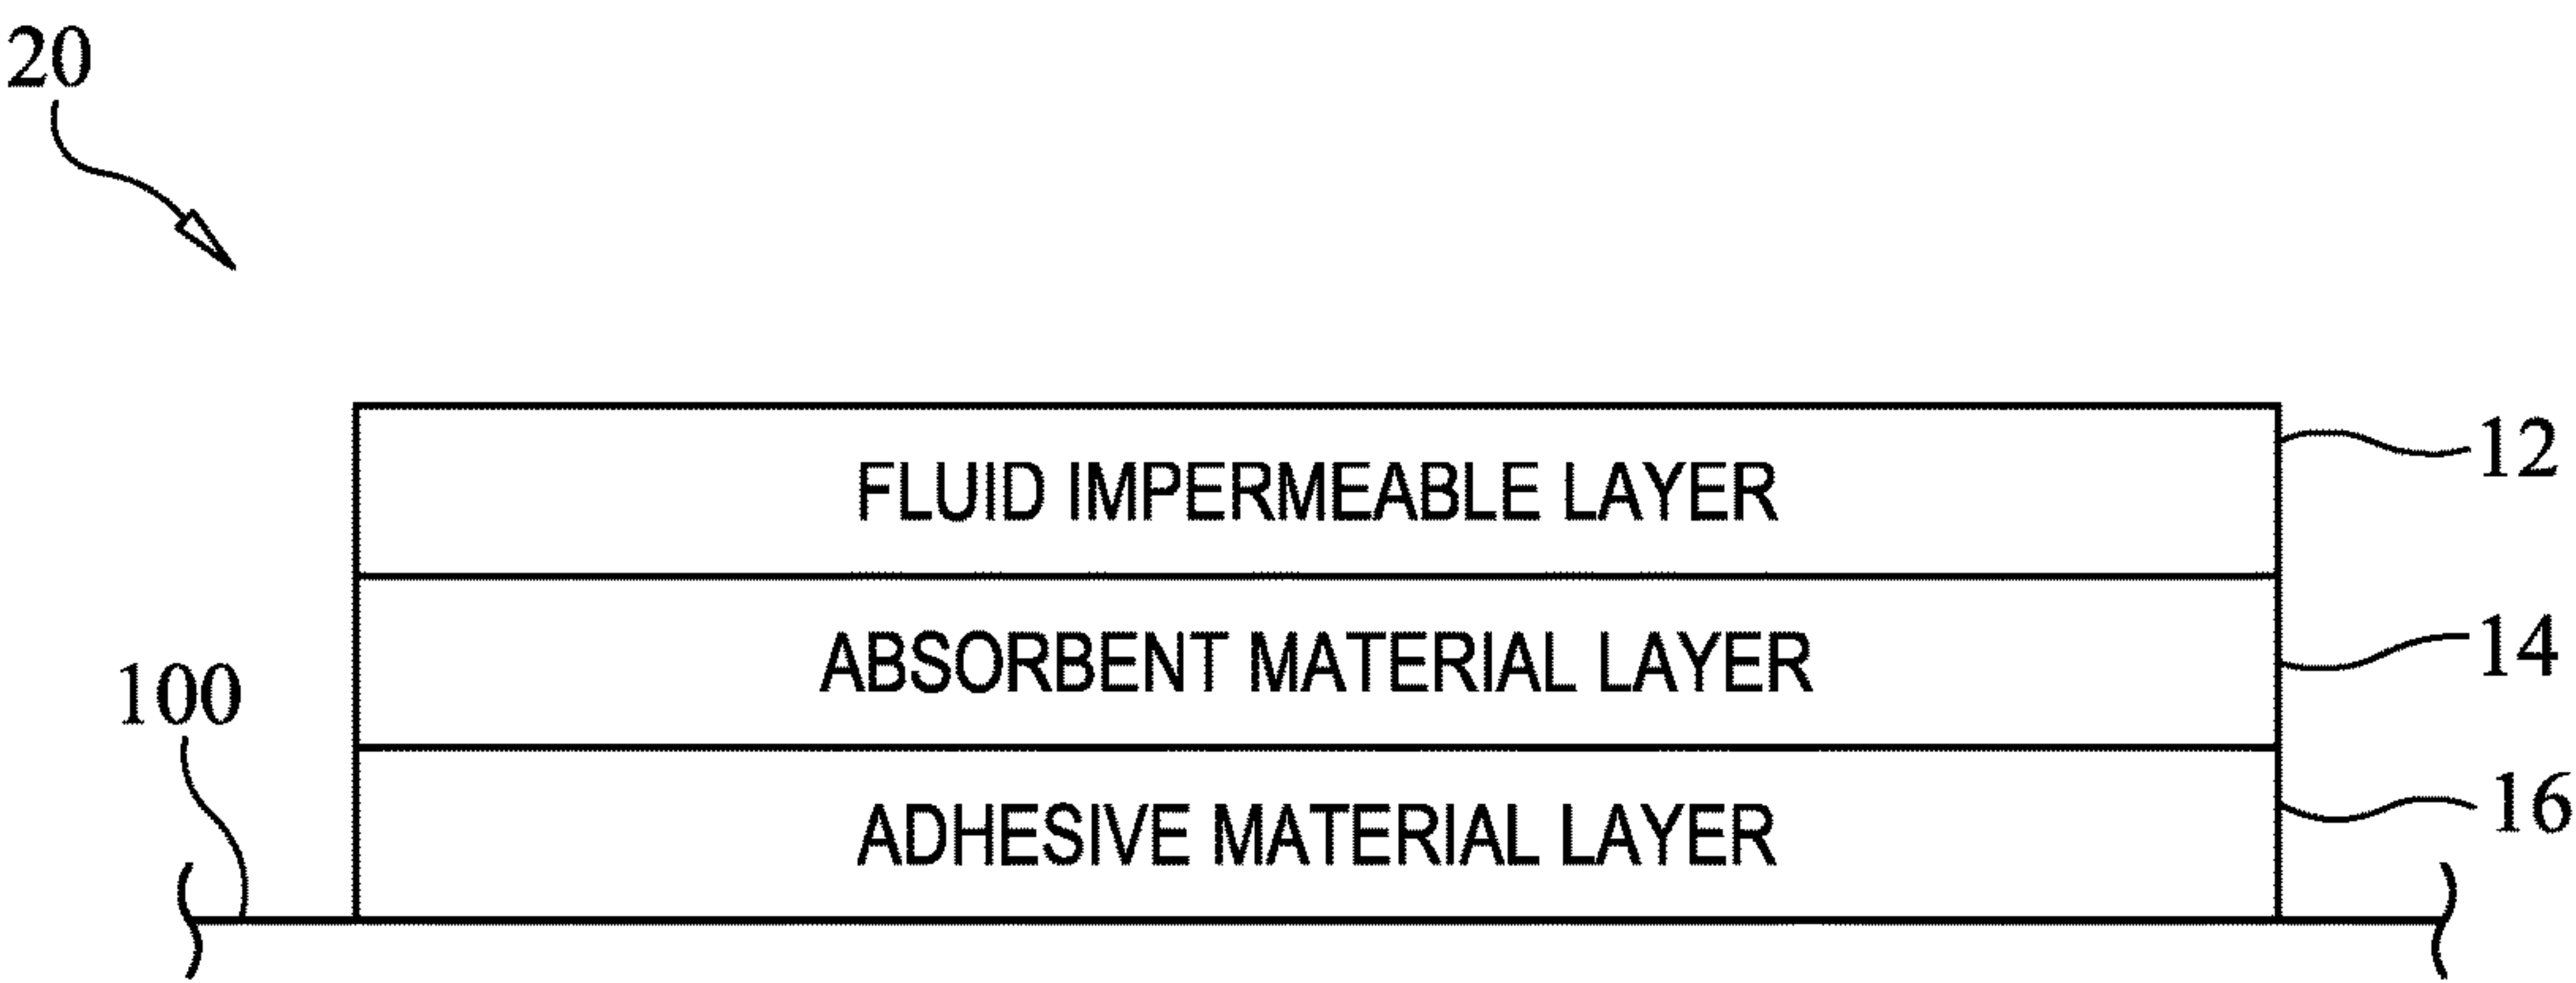 20
FLUID IMPERMEABLE LAYER
12
ABSORBENT MATERIAL LAYER
14
100
ADHESIVE MATERIAL LAYER
16